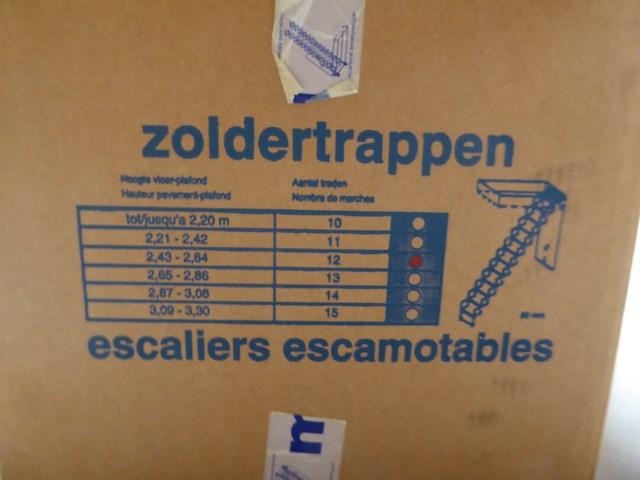 zoldertrappen
Hoogte vloer-plafond Aantal treden
Hauteur pavement-plafond Nombre de marches
tot/jusqu'a 2,20 m 10
2,21 - 2,42 11
2,43 - 2,64 12
2,65 - 2,86 13
2,87 - 3,08 14
3,09 - 3,30 15
escaliers escamotables
m